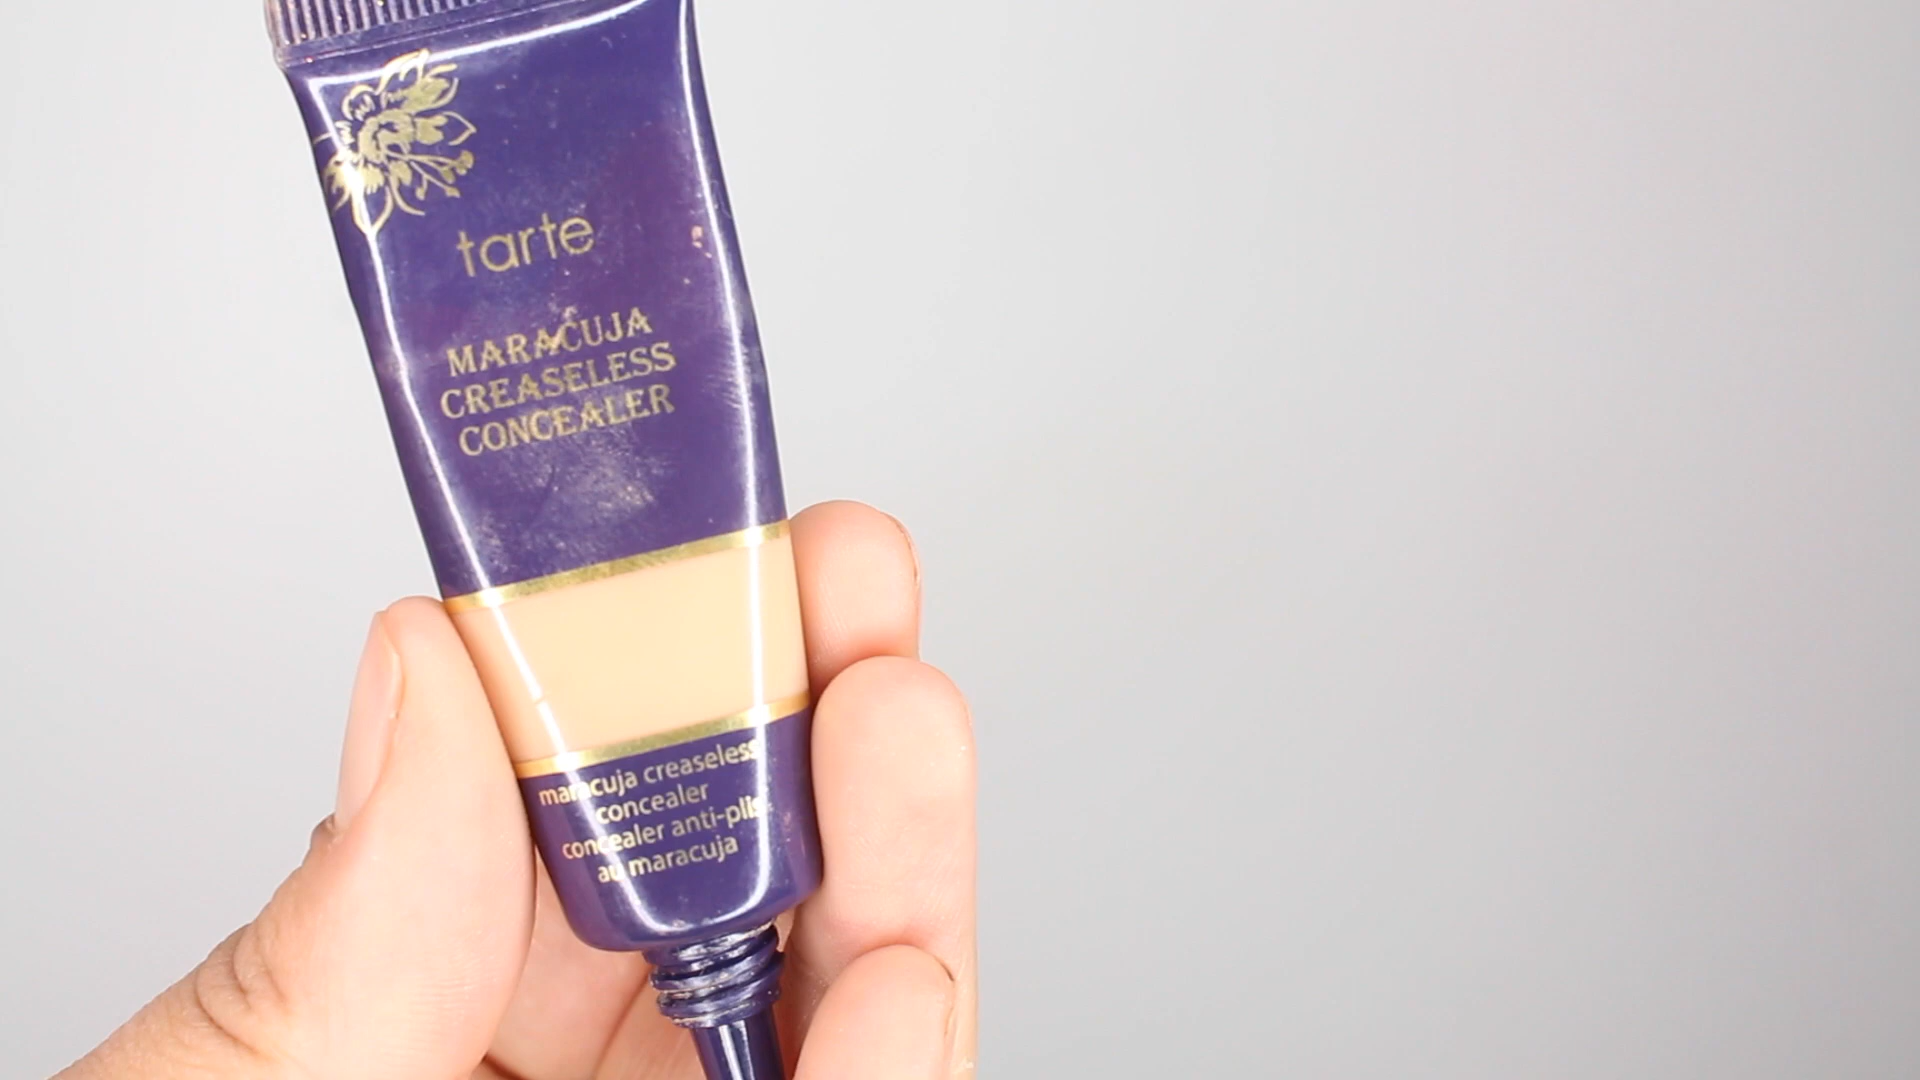 tarte
MARACUJA
CREASELESS
CONCEALER
maracuja creaseless
concealer
concealer anti-plis
au maracuja